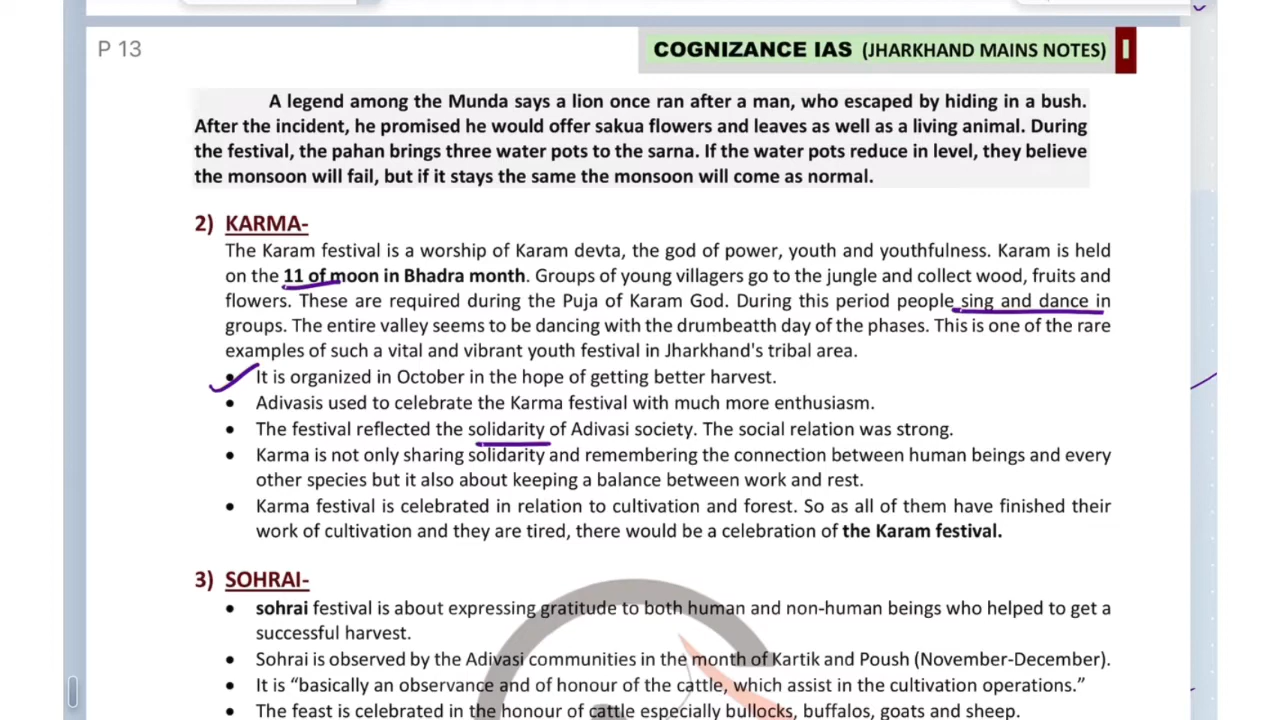 P 13
COGNIZANCE IAS (JHARKHAND MAINS NOTES) I
A legend among the Munda says a lion once ran after a man, who escaped by hiding in a bush.
After the incident, he promised he would offer sakua flowers and leaves as well as a living animal. During
the festival, the pahan brings three water pots to the sarna. If the water pots reduce in level, they believe
the monsoon will fail, but if it stays the same the monsoon will come as normal.
2) KARMA-
The Karam festival is a worship of Karam devta, the god of power, youth and youthfulness. Karam is held
on the 11 of moon in Bhadra month. Groups of young villagers go to the jungle and collect wood, fruits and
flowers. These are required during the Puja of Karam God. During this period people sing and dance in
groups. The entire valley seems to be dancing with the drumbeatth day of the phases. This is one of the rare
examples of such a vital and vibrant youth festival in Jharkhand's tribal area.
• It is organized in October in the hope of getting better harvest.
• Adivasis used to celebrate the Karma festival with much more enthusiasm.
• The festival reflected the solidarity of Adivasi society. The social relation was strong.
• Karma is not only sharing solidarity and remembering the connection between human beings and every
other species but it also about keeping a balance between work and rest.
• Karma festival is celebrated in relation to cultivation and forest. So as all of them have finished their
work of cultivation and they are tired, there would be a celebration of the Karam festival.
3) SOHRAI-
• sohrai festival is about expressing gratitude to both human and non-human beings who helped to get a
successful harvest.
• Sohrai is observed by the Adivasi communities in the month of Kartik and Poush (November-December).
• It is “basically an observance and of honour of the cattle, which assist in the cultivation operations.”
• The feast is celebrated in the honour of cattle especially bullocks, buffalos, goats and sheep.